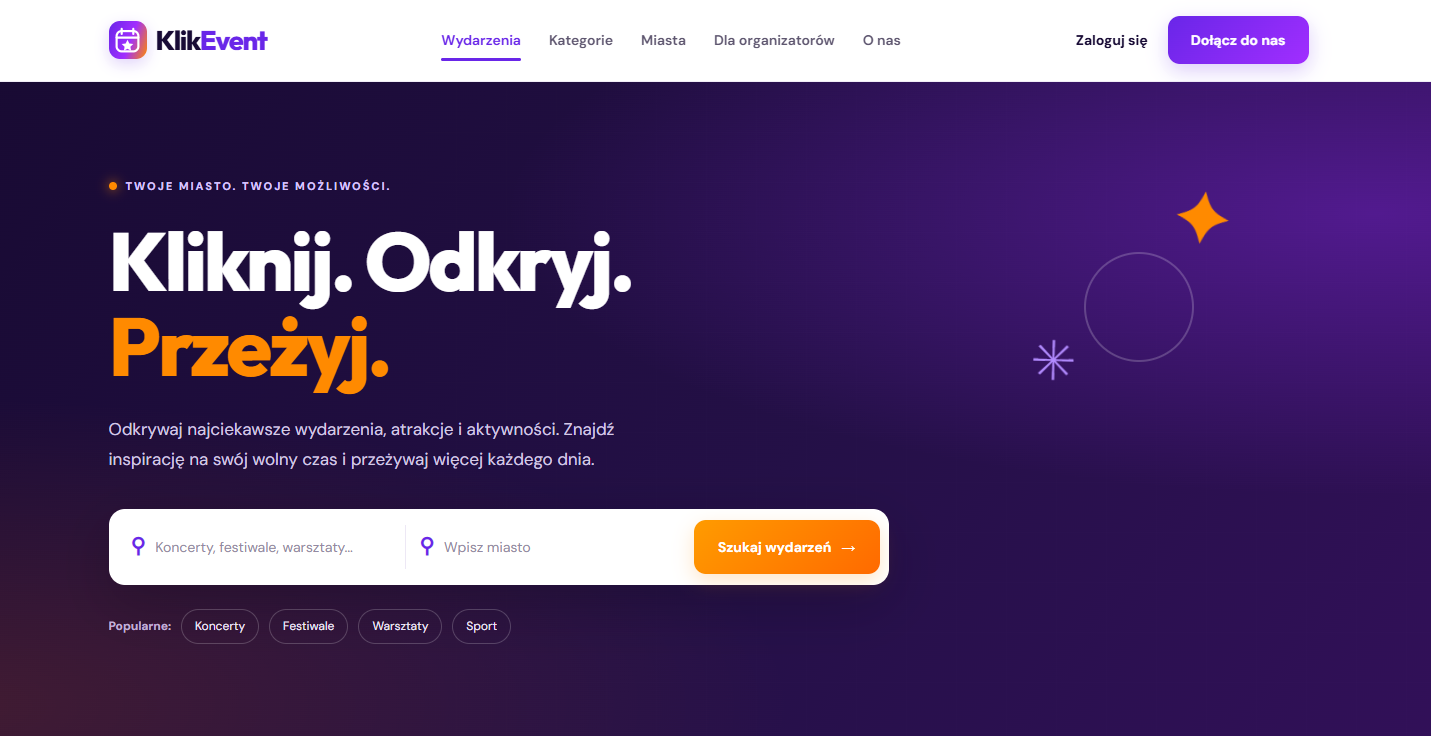 KlikEvent
Wydarzenia Kategorie Miasta Dla organizatorów O nas
Zaloguj się
Dołącz do nas
TWOJE MIASTO. TWOJE MOŻLIWOŚCI.
Kliknij. Odkryj.
Przeżyj.
Odkrywaj najciekawsze wydarzenia, atrakcje i aktywności. Znajdź
inspirację na swój wolny czas i przeżywaj więcej każdego dnia.
Koncerty, festiwale, warsztaty...
Wpisz miasto
Szukaj wydarzeń →
Popularne: Koncerty Festiwale Warsztaty Sport